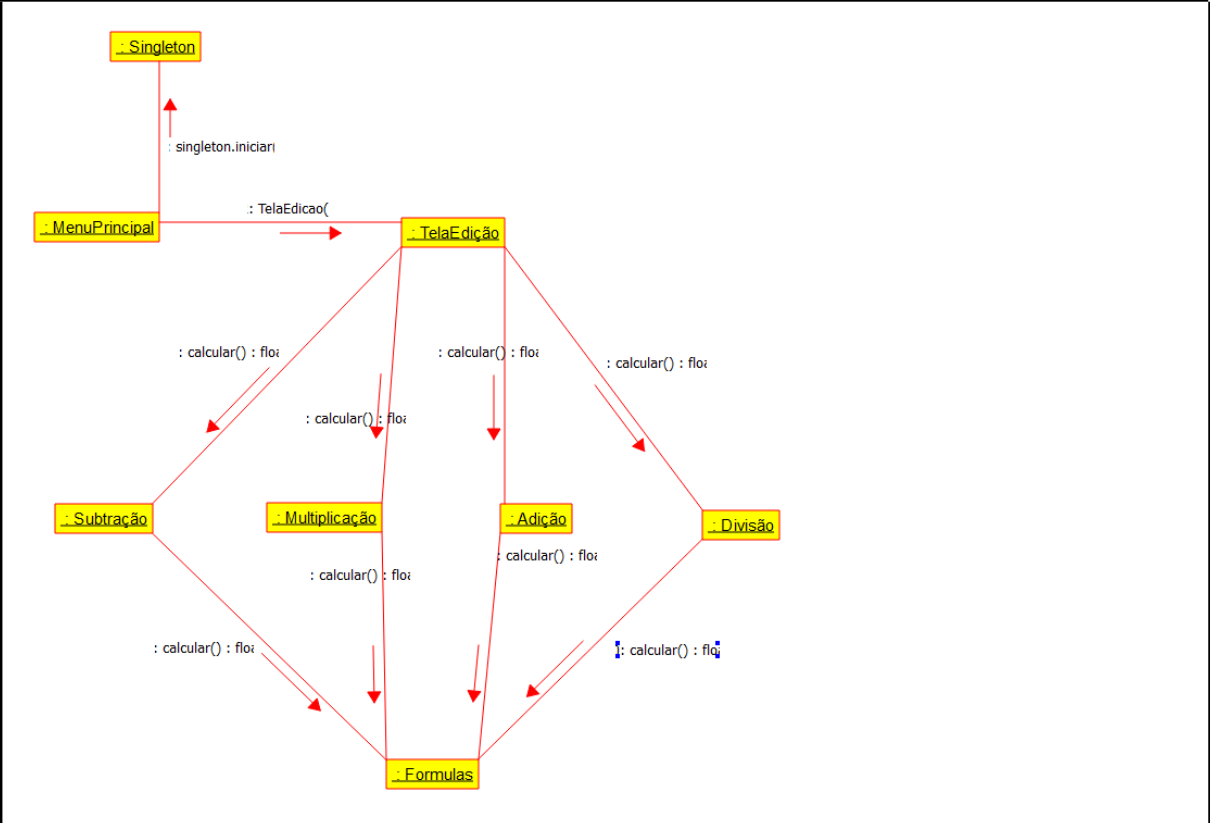 : Singleton
: singleton.iniciar(
: TelaEdicao(
: MenuPrincipal
: TelaEdição
: calcular() : floa
: calcular() : floa
: calcular() : floa
: calcular() : floa
: Subtração
: Multiplicação
: Adição
: Divisão
: calcular() : floa
: calcular() : floa
: calcular() : floa
: calcular() : floa
: Formulas